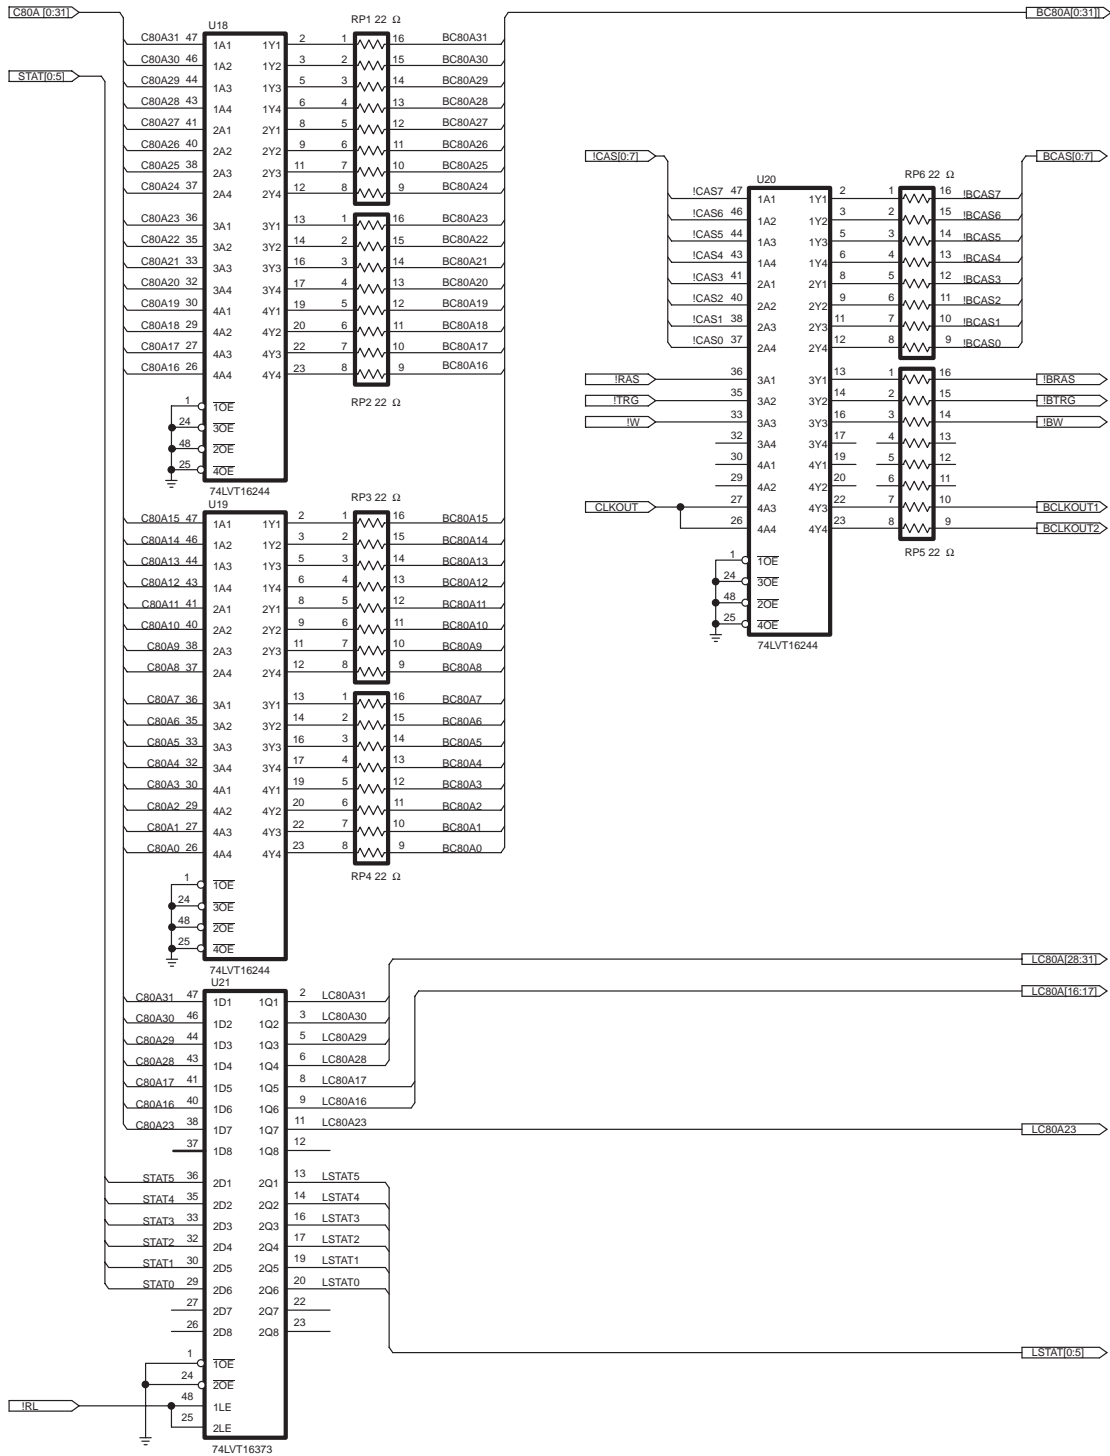 C80A [0:31]
BC80A[0:31]]
STAT[0:5]
U18
RP1 22 Ω
C80A31 47 1A1 1Y1 2 1 16 BC80A31
C80A30 46 1A2 1Y2 3 2 15 BC80A30
C80A29 44 1A3 1Y3 5 3 14 BC80A29
C80A28 43 1A4 1Y4 6 4 13 BC80A28
C80A27 41 2A1 2Y1 8 5 12 BC80A27
C80A26 40 2A2 2Y2 9 6 11 BC80A26
C80A25 38 2A3 2Y3 11 7 10 BC80A25
C80A24 37 2A4 2Y4 12 8 9 BC80A24
C80A23 36 3A1 3Y1 13 1 16 BC80A23
C80A22 35 3A2 3Y2 14 2 15 BC80A22
C80A21 33 3A3 3Y3 16 3 14 BC80A21
C80A20 32 3A4 3Y4 17 4 13 BC80A20
C80A19 30 4A1 4Y1 19 5 12 BC80A19
C80A18 29 4A2 4Y2 20 6 11 BC80A18
C80A17 27 4A3 4Y3 22 7 10 BC80A17
C80A16 26 4A4 4Y4 23 8 9 BC80A16
RP2 22 Ω
1 1OE
24 3OE
48 2OE
25 4OE
74LVT16244
!CAS[0:7]
BCAS[0:7]
U20
RP6 22 Ω
!CAS7 47 1A1 1Y1 2 1 16 !BCAS7
!CAS6 46 1A2 1Y2 3 2 15 !BCAS6
!CAS5 44 1A3 1Y3 5 3 14 !BCAS5
!CAS4 43 1A4 1Y4 6 4 13 !BCAS4
!CAS3 41 2A1 2Y1 8 5 12 !BCAS3
!CAS2 40 2A2 2Y2 9 6 11 !BCAS2
!CAS1 38 2A3 2Y3 11 7 10 !BCAS1
!CAS0 37 2A4 2Y4 12 8 9 !BCAS0
!RAS 36 3A1 3Y1 13 1 16 !BRAS
!TRG 35 3A2 3Y2 14 2 15 !BTRG
!W 33 3A3 3Y3 16 3 14 !BW
32 3A4 3Y4 17 4 13
30 4A1 4Y1 19 5 12
29 4A2 4Y2 20 6 11
CLKOUT 27 4A3 4Y3 22 7 10 BCLKOUT1
26 4A4 4Y4 23 8 9 BCLKOUT2
RP5 22 Ω
1 1OE
24 3OE
48 2OE
25 4OE
74LVT16244
U19
RP3 22 Ω
C80A15 47 1A1 1Y1 2 1 16 BC80A15
C80A14 46 1A2 1Y2 3 2 15 BC80A14
C80A13 44 1A3 1Y3 5 3 14 BC80A13
C80A12 43 1A4 1Y4 6 4 13 BC80A12
C80A11 41 2A1 2Y1 8 5 12 BC80A11
C80A10 40 2A2 2Y2 9 6 11 BC80A10
C80A9 38 2A3 2Y3 11 7 10 BC80A9
C80A8 37 2A4 2Y4 12 8 9 BC80A8
C80A7 36 3A1 3Y1 13 1 16 BC80A7
C80A6 35 3A2 3Y2 14 2 15 BC80A6
C80A5 33 3A3 3Y3 16 3 14 BC80A5
C80A4 32 3A4 3Y4 17 4 13 BC80A4
C80A3 30 4A1 4Y1 19 5 12 BC80A3
C80A2 29 4A2 4Y2 20 6 11 BC80A2
C80A1 27 4A3 4Y3 22 7 10 BC80A1
C80A0 26 4A4 4Y4 23 8 9 BC80A0
RP4 22 Ω
1 1OE
24 3OE
48 2OE
25 4OE
74LVT16244
U21
LC80A[28:31]
LC80A[16:17]
C80A31 47 1D1 1Q1 2 LC80A31
C80A30 46 1D2 1Q2 3 LC80A30
C80A29 44 1D3 1Q3 5 LC80A29
C80A28 43 1D4 1Q4 6 LC80A28
C80A17 41 1D5 1Q5 8 LC80A17
C80A16 40 1D6 1Q6 9 LC80A16
C80A23 38 1D7 1Q7 11 LC80A23 LC80A23
37 1D8 1Q8 12
STAT5 36 2D1 2Q1 13 LSTAT5
STAT4 35 2D2 2Q2 14 LSTAT4
STAT3 33 2D3 2Q3 16 LSTAT3
STAT2 32 2D4 2Q4 17 LSTAT2
STAT1 30 2D5 2Q5 19 LSTAT1
STAT0 29 2D6 2Q6 20 LSTAT0
27 2D7 2Q7 22
26 2D8 2Q8 23
LSTAT[0:5]
1 1OE
24 2OE
!RL 48 1LE
25 2LE
74LVT16373